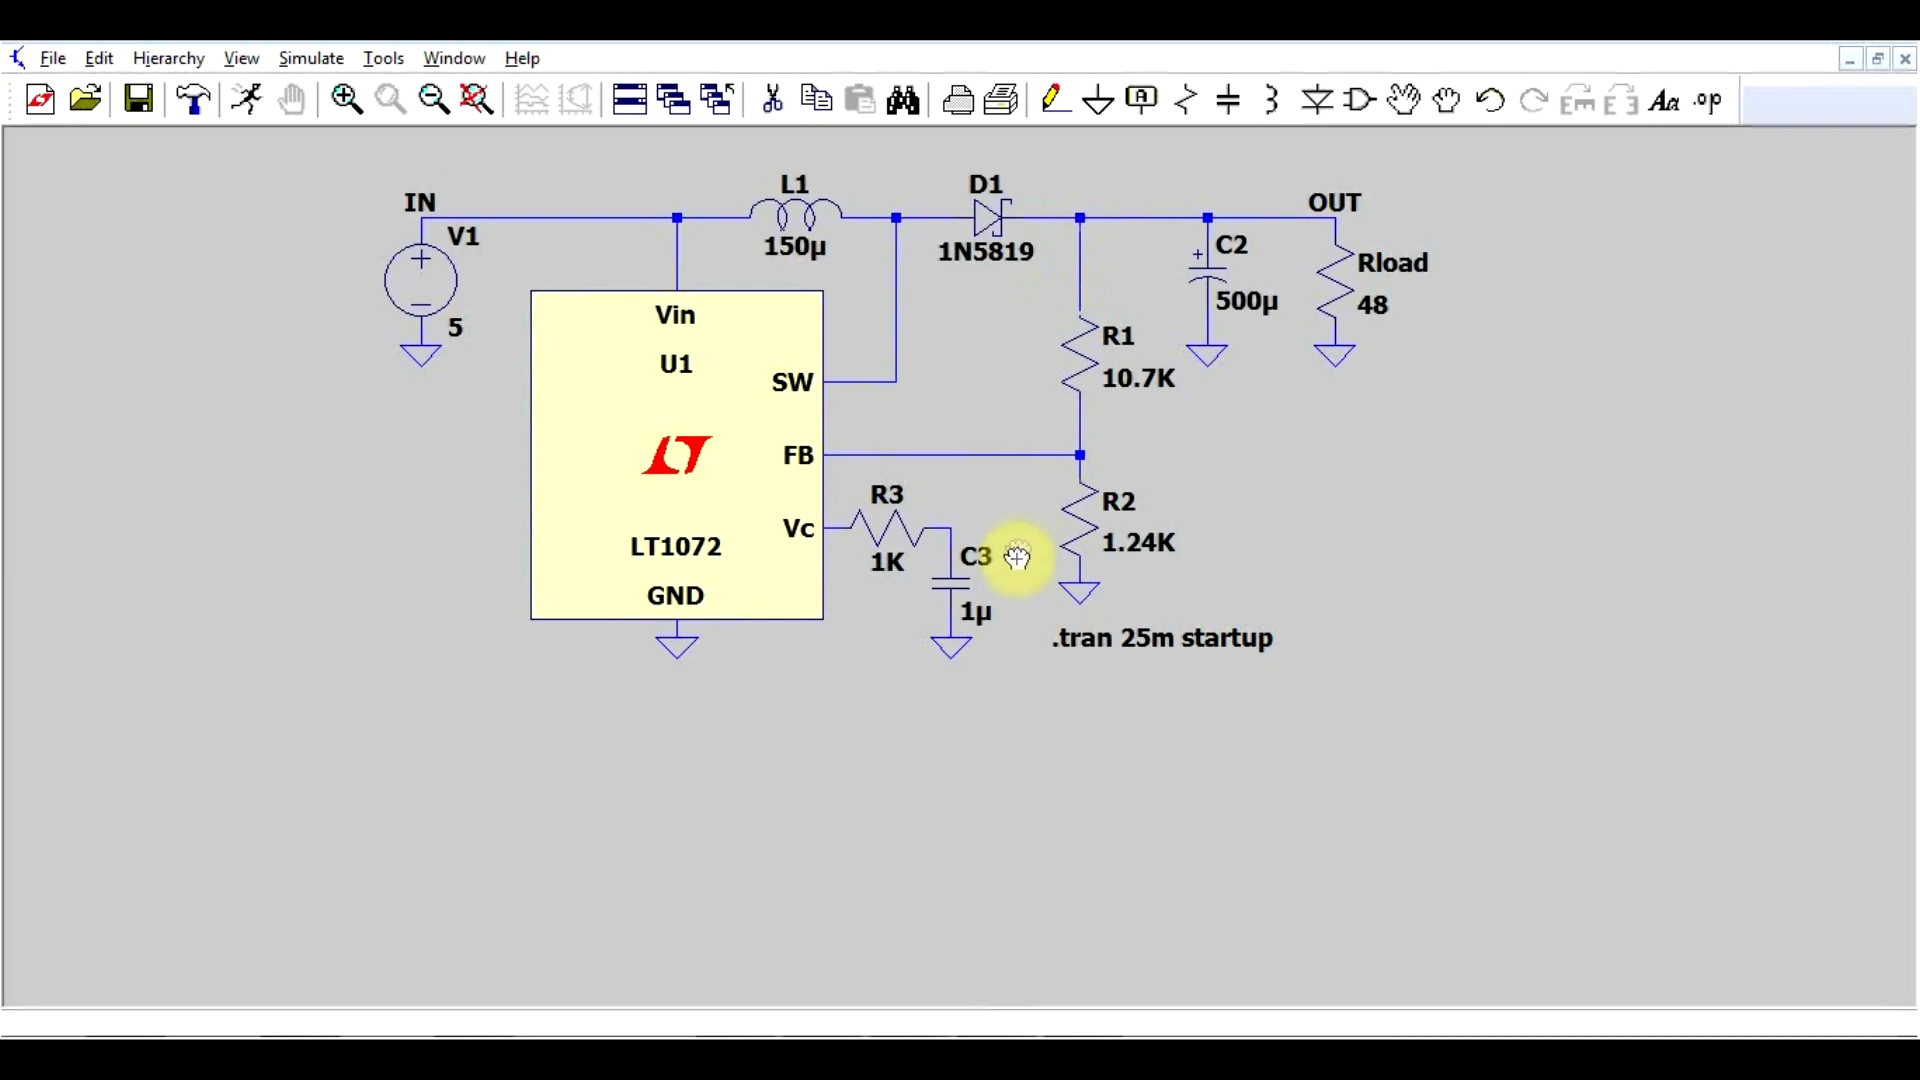 File Edit Hierarchy View Simulate Tools Window Help
Aa .op
IN
V1
5
L1
150µ
D1
1N5819
OUT
C2
500µ
Rload
48
Vin
U1
SW
FB
Vc
LT1072
GND
R1
10.7K
R2
1.24K
R3
1K
C3
1µ
.tran 25m startup